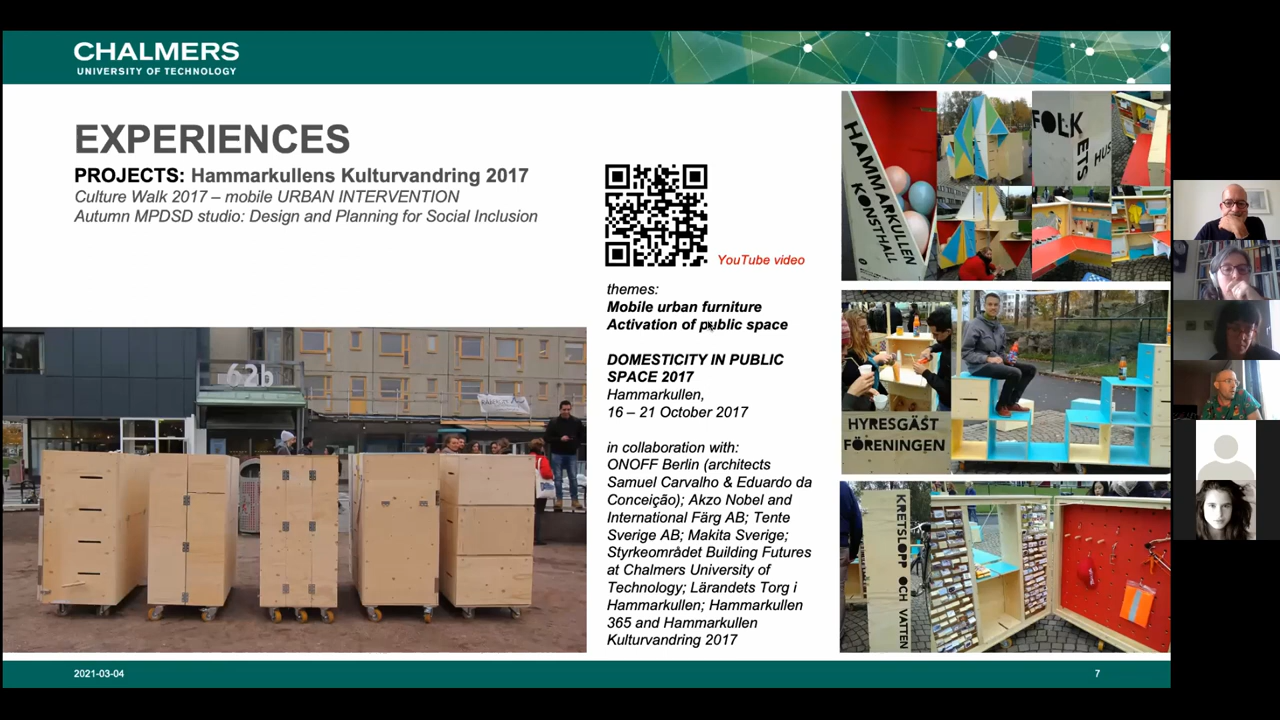 CHALMERS
UNIVERSITY OF TECHNOLOGY
EXPERIENCES
PROJECTS: Hammarkullens Kulturvandring 2017
Culture Walk 2017 – mobile URBAN INTERVENTION
Autumn MPDSD studio: Design and Planning for Social Inclusion
YouTube video
themes:
Mobile urban furniture
Activation of public space
DOMESTICITY IN PUBLIC
SPACE 2017
Hammarkullen,
16 – 21 October 2017
in collaboration with:
ONOFF Berlin (architects
Samuel Carvalho & Eduardo da
Conceição); Akzo Nobel and
International Färg AB; Tente
Sverige AB; Makita Sverige;
Styrkeområdet Building Futures
at Chalmers University of
Technology; Lärandets Torg i
Hammarkullen; Hammarkullen
365 and Hammarkullen
Kulturvandring 2017
62b
HAMMARKULLEN
KONSTHALL
FOLK
ETS
HUS
HYRESGÄST
FÖRENINGEN
KRETSLOPP OCH VATTEN
2021-03-04
7